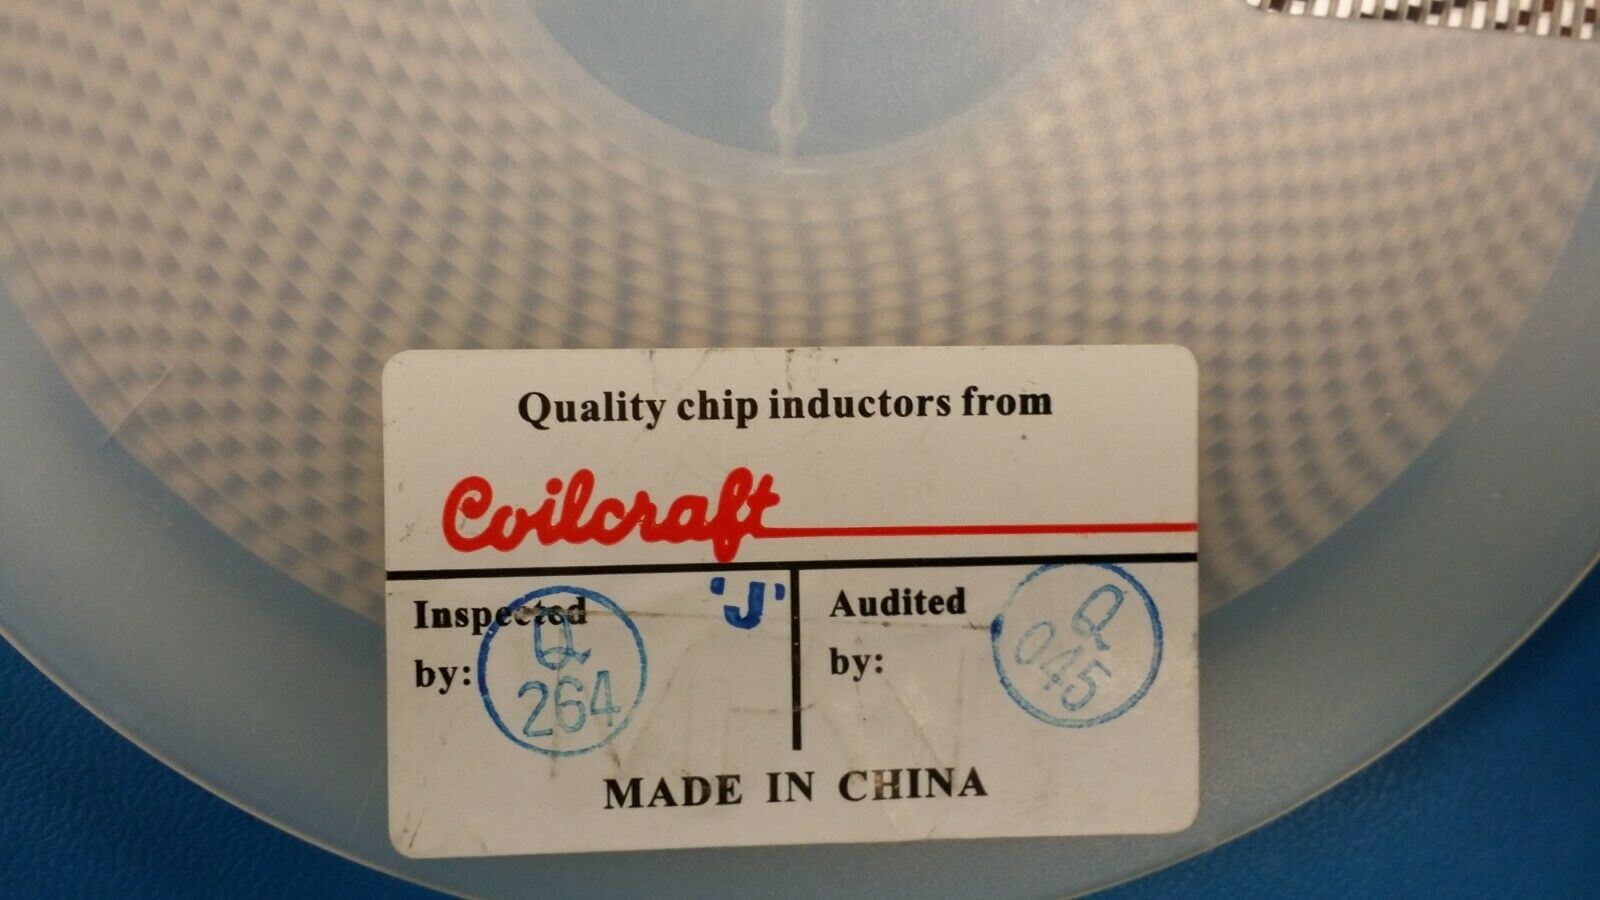 Quality chip inductors from
Coilcraft
Inspected
by:
Q
264
'J'
Audited
by:
Q
045
MADE IN CHINA